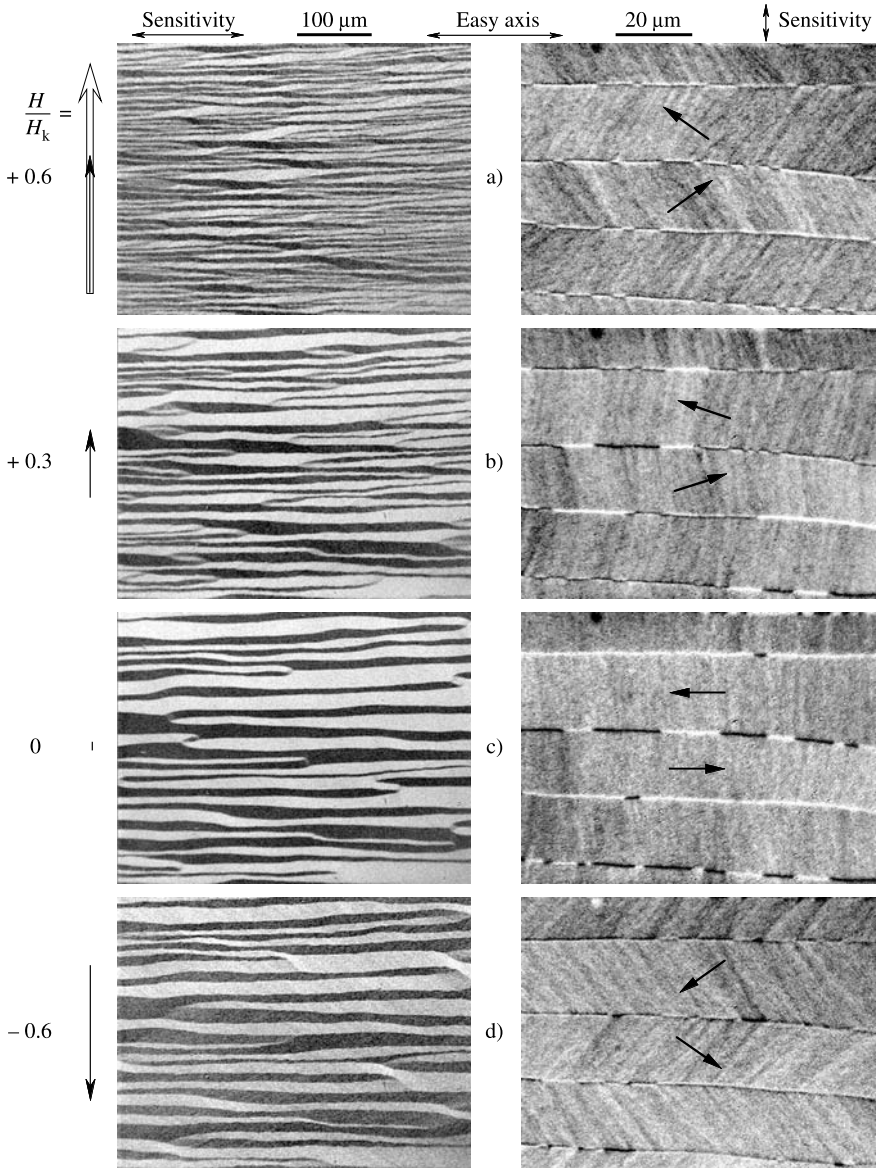 Sensitivity 100 µm Easy axis 20 µm Sensitivity
H
H_k =
+ 0.6 a)
+ 0.3 b)
0 c)
– 0.6 d)